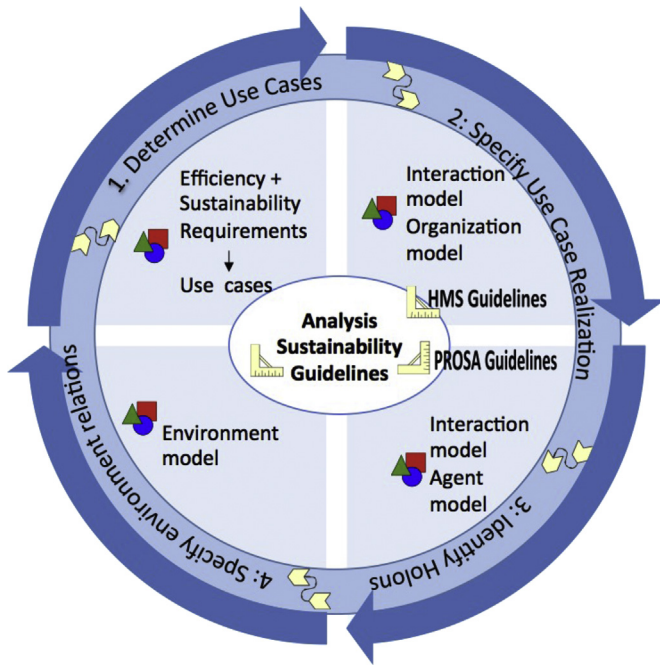 1. Determine Use Cases
2: Specify Use Case Realization
Efficiency +
Sustainability
Requirements
Use cases
Interaction
model
Organization
model
HMS Guidelines
Analysis
Sustainability
Guidelines
PROSA Guidelines
Environment
model
Interaction
model
Agent
model
3: Identify Holons
4: Specify environment relations